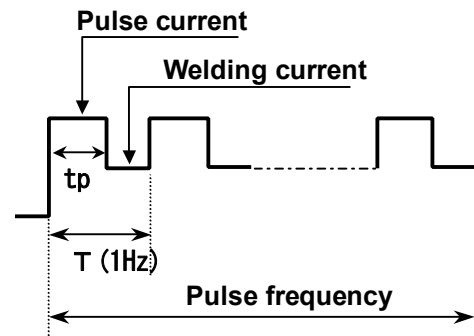 Pulse current
Welding current
tp
T (1Hz)
Pulse frequency